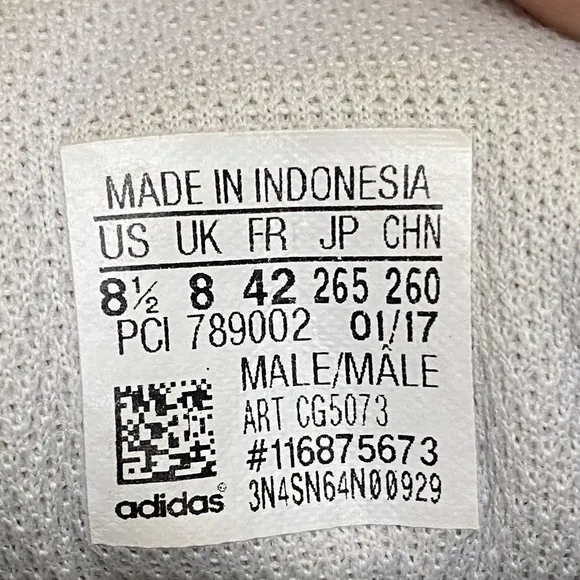 MADE IN INDONESIA
US UK FR JP CHN
8½ 8 42 265 260
PCI 789002 01/17
MALE/MÂLE
ART CG5073
#116875673
3N4SN64N00929
adidas©